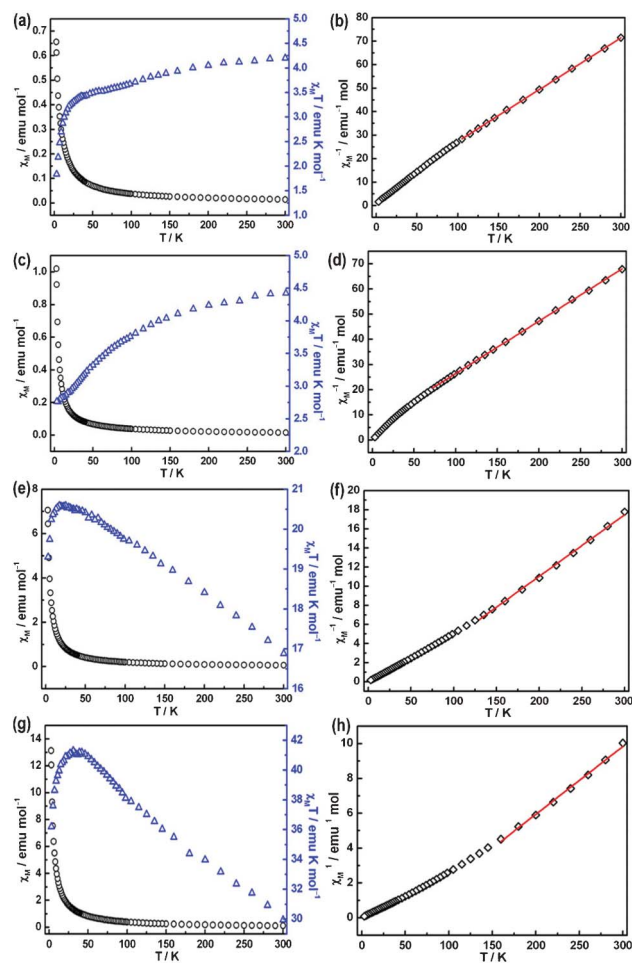 (a)
0.7
0.6
0.5
0.4
0.3
0.2
0.1
0.0
χM / emu mol⁻¹
5.0
4.5
4.0
3.5
3.0
2.5
2.0
1.5
1.0
χMT / emu K mol⁻¹
0 50 100 150 200 250 300
T / K
(b)
80
70
60
50
40
30
20
10
0
χM⁻¹ / emu⁻¹ mol
0 50 100 150 200 250 300
T / K
(c)
1.0
0.8
0.6
0.4
0.2
0.0
χM / emu mol⁻¹
5.0
4.5
4.0
3.5
3.0
2.5
2.0
χMT / emu K mol⁻¹
0 50 100 150 200 250 300
T / K
(d)
70
60
50
40
30
20
10
0
χM⁻¹ / emu⁻¹ mol
0 50 100 150 200 250 300
T / K
(e)
8
6
4
2
0
χM / emu mol⁻¹
21
20
19
18
17
16
χMT / emu K mol⁻¹
0 50 100 150 200 250 300
T / K
(f)
18
16
14
12
10
8
6
4
2
0
χM⁻¹ / emu⁻¹ mol
0 50 100 150 200 250 300
T / K
(g)
14
12
10
8
6
4
2
0
χM / emu mol⁻¹
42
40
38
36
34
32
30
χMT / emu K mol⁻¹
0 50 100 150 200 250 300
T / K
(h)
10
8
6
4
2
0
χM ¹ / emu ¹ mol
0 50 100 150 200 250 300
T / K